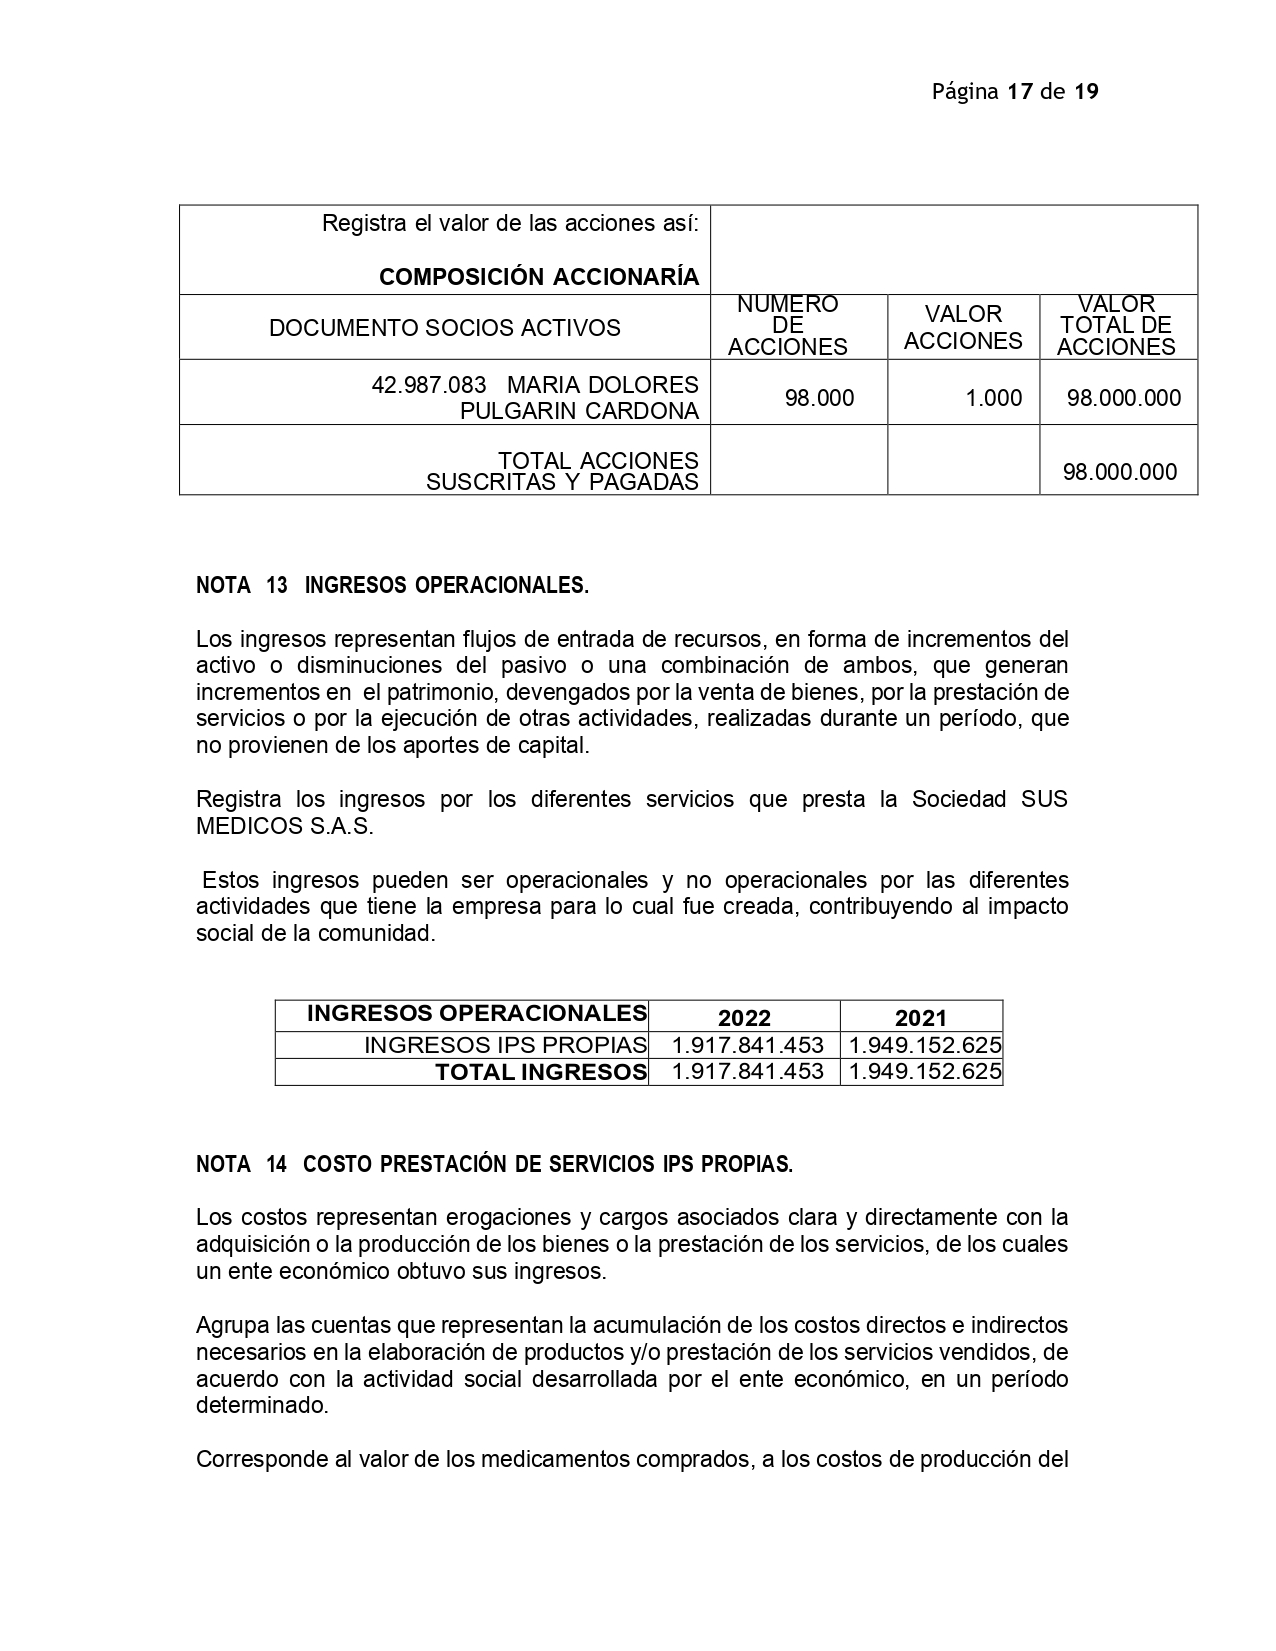 Página 17 de 19
Registra el valor de las acciones así:
COMPOSICIÓN ACCIONARÍA
DOCUMENTO SOCIOS ACTIVOS
NUMERO
DE
ACCIONES
VALOR
ACCIONES
VALOR
TOTAL DE
ACCIONES
42.987.083 MARIA DOLORES
PULGARIN CARDONA
98.000
1.000
98.000.000
TOTAL ACCIONES
SUSCRITAS Y PAGADAS
98.000.000
NOTA 13 INGRESOS OPERACIONALES.
Los ingresos representan flujos de entrada de recursos, en forma de incrementos del
activo o disminuciones del pasivo o una combinación de ambos, que generan
incrementos en el patrimonio, devengados por la venta de bienes, por la prestación de
servicios o por la ejecución de otras actividades, realizadas durante un período, que
no provienen de los aportes de capital.
Registra los ingresos por los diferentes servicios que presta la Sociedad SUS
MEDICOS S.A.S.
Estos ingresos pueden ser operacionales y no operacionales por las diferentes
actividades que tiene la empresa para lo cual fue creada, contribuyendo al impacto
social de la comunidad.
INGRESOS OPERACIONALES 2022 2021
INGRESOS IPS PROPIAS 1.917.841.453 1.949.152.625
TOTAL INGRESOS 1.917.841.453 1.949.152.625
NOTA 14 COSTO PRESTACIÓN DE SERVICIOS IPS PROPIAS.
Los costos representan erogaciones y cargos asociados clara y directamente con la
adquisición o la producción de los bienes o la prestación de los servicios, de los cuales
un ente económico obtuvo sus ingresos.
Agrupa las cuentas que representan la acumulación de los costos directos e indirectos
necesarios en la elaboración de productos y/o prestación de los servicios vendidos, de
acuerdo con la actividad social desarrollada por el ente económico, en un período
determinado.
Corresponde al valor de los medicamentos comprados, a los costos de producción del